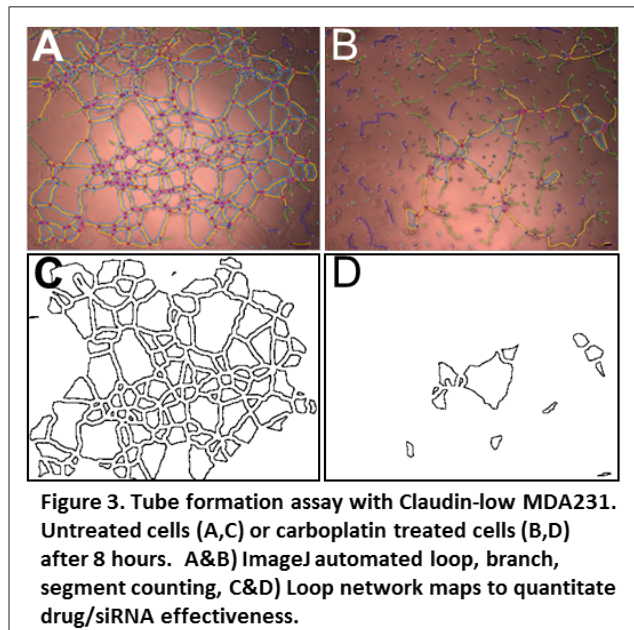 A
B
C
D
Figure 3. Tube formation assay with Claudin-low MDA231.
Untreated cells (A,C) or carboplatin treated cells (B,D)
after 8 hours. A&B) ImageJ automated loop, branch,
segment counting, C&D) Loop network maps to quantitate
drug/siRNA effectiveness.